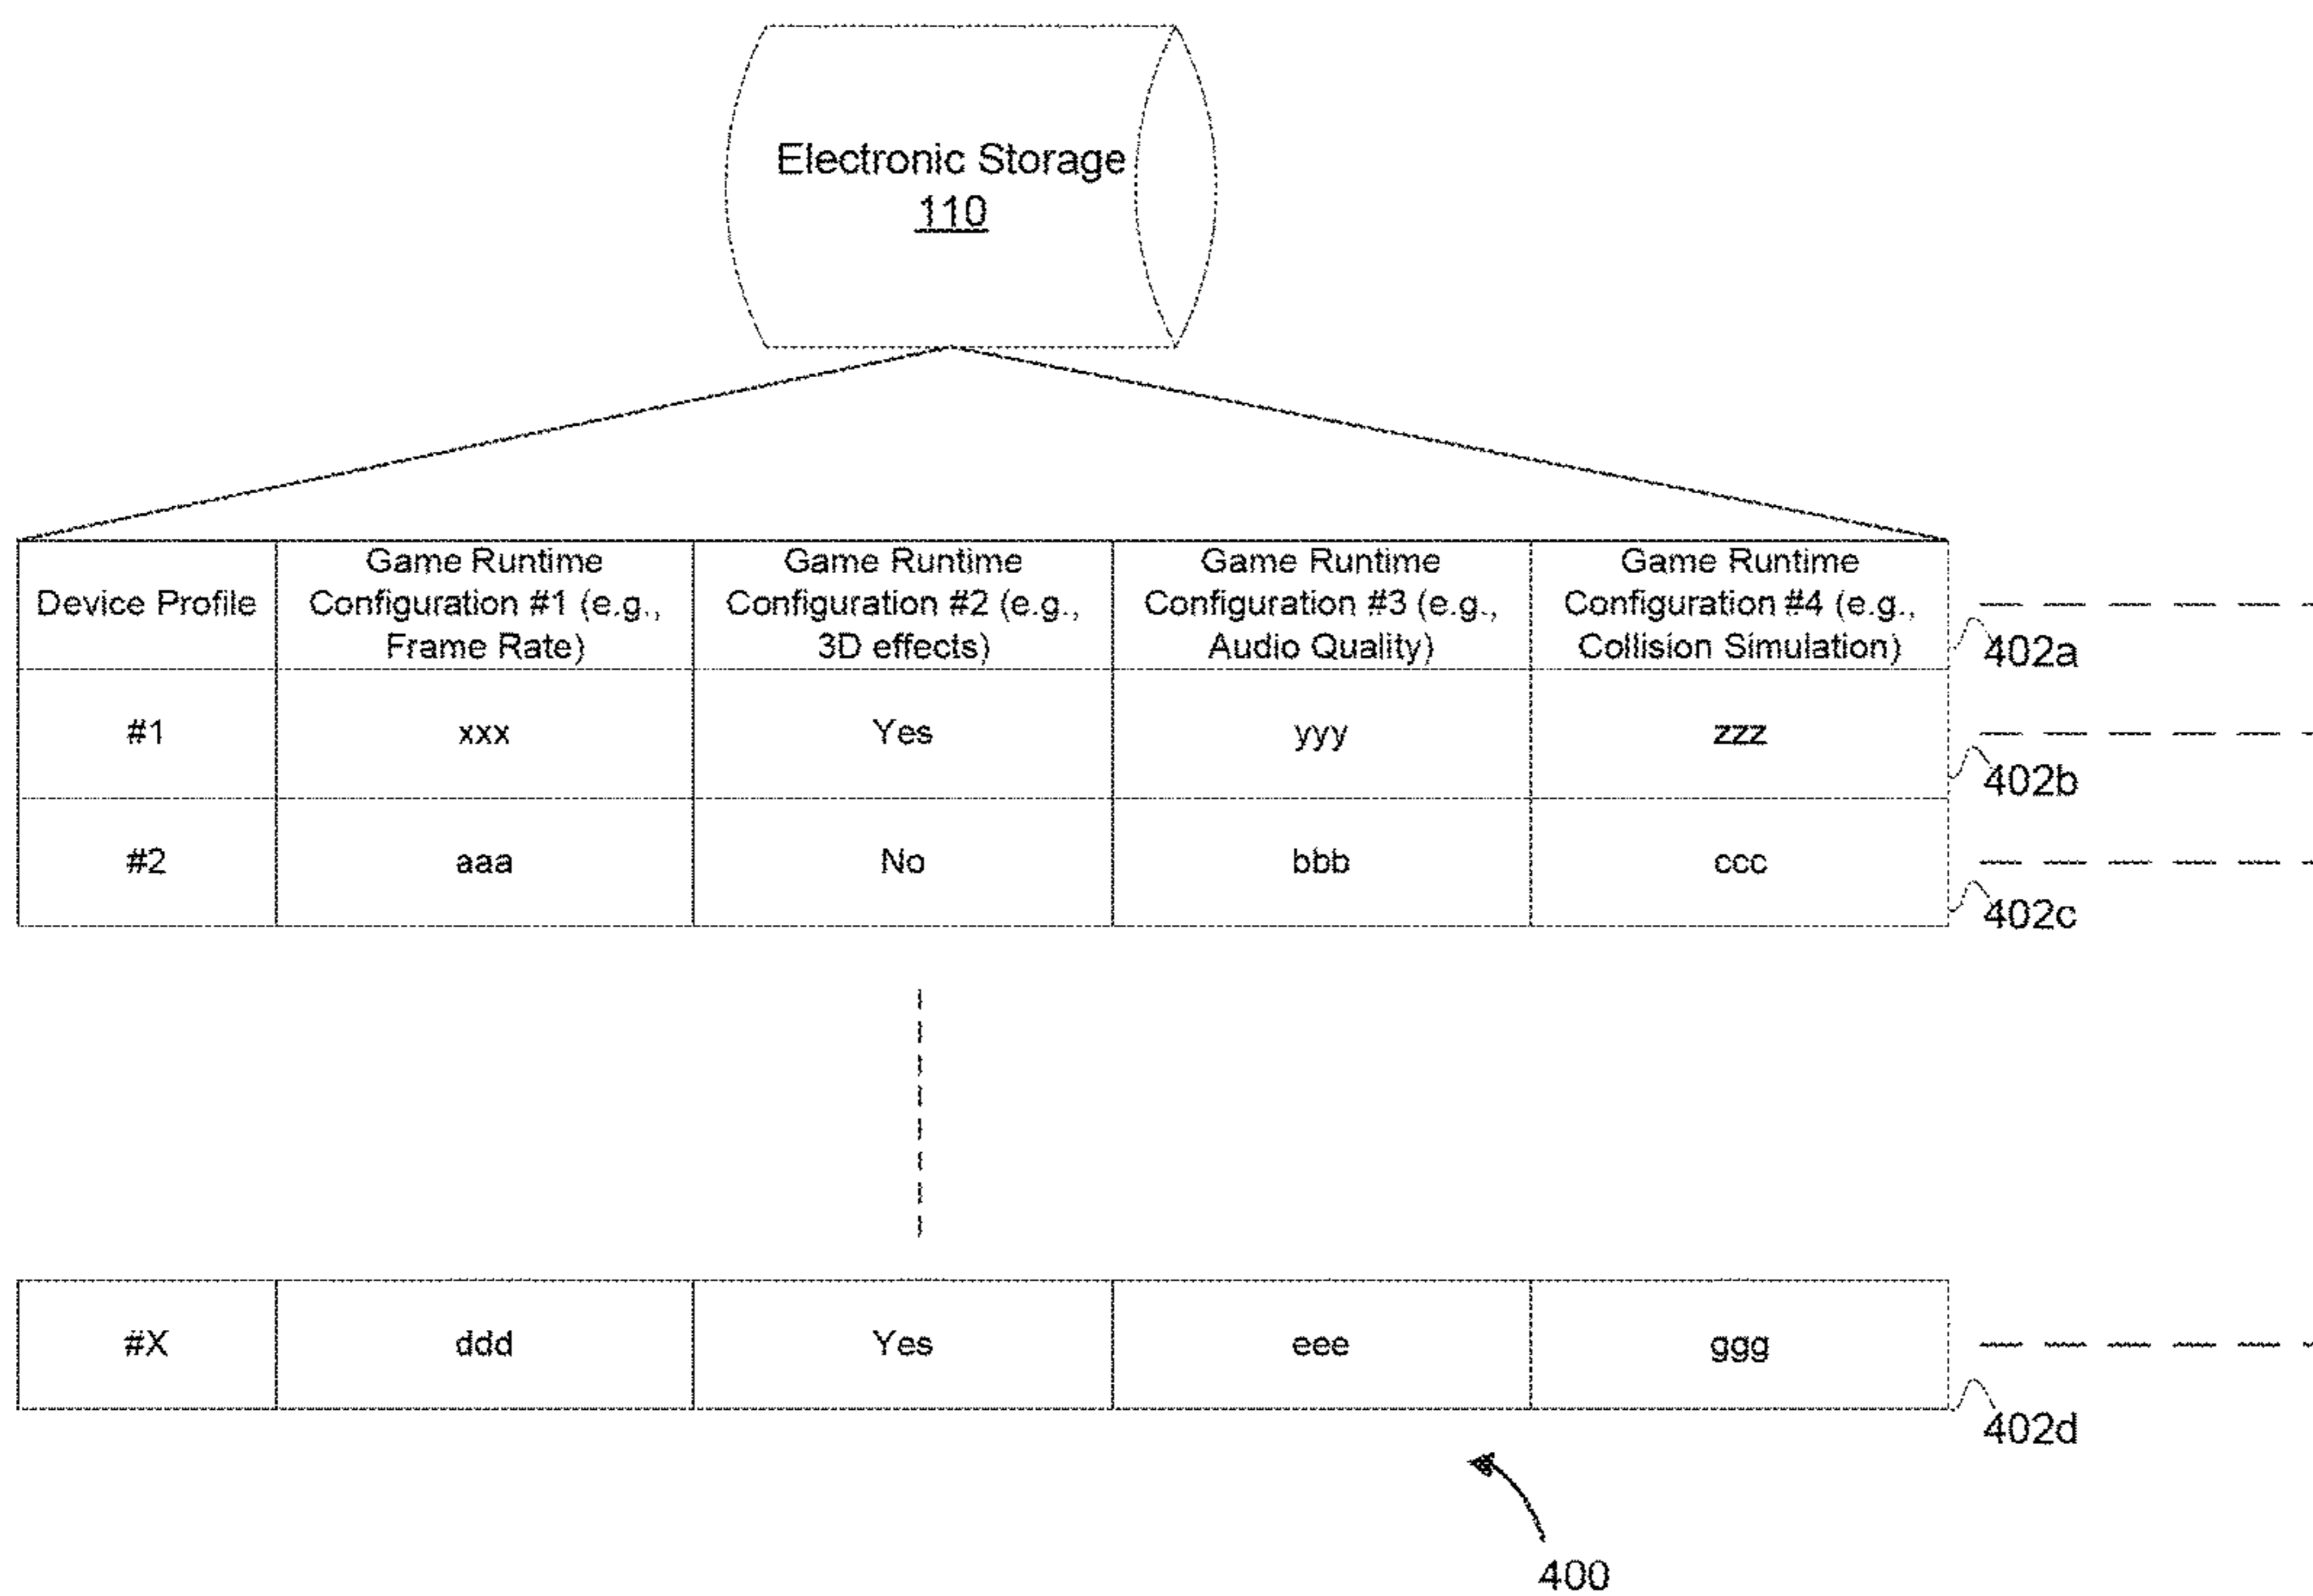 Electronic Storage
110
Device Profile
Game Runtime
Configuration #1 (e.g.,
Frame Rate)
Game Runtime
Configuration #2 (e.g.,
3D effects)
Game Runtime
Configuration #3 (e.g.,
Audio Quality)
Game Runtime
Configuration #4 (e.g.,
Collision Simulation)
402a
#1
xxx
Yes
yyy
zzz
402b
#2
aaa
No
bbb
ccc
402c
#X
ddd
Yes
eee
ggg
402d
400